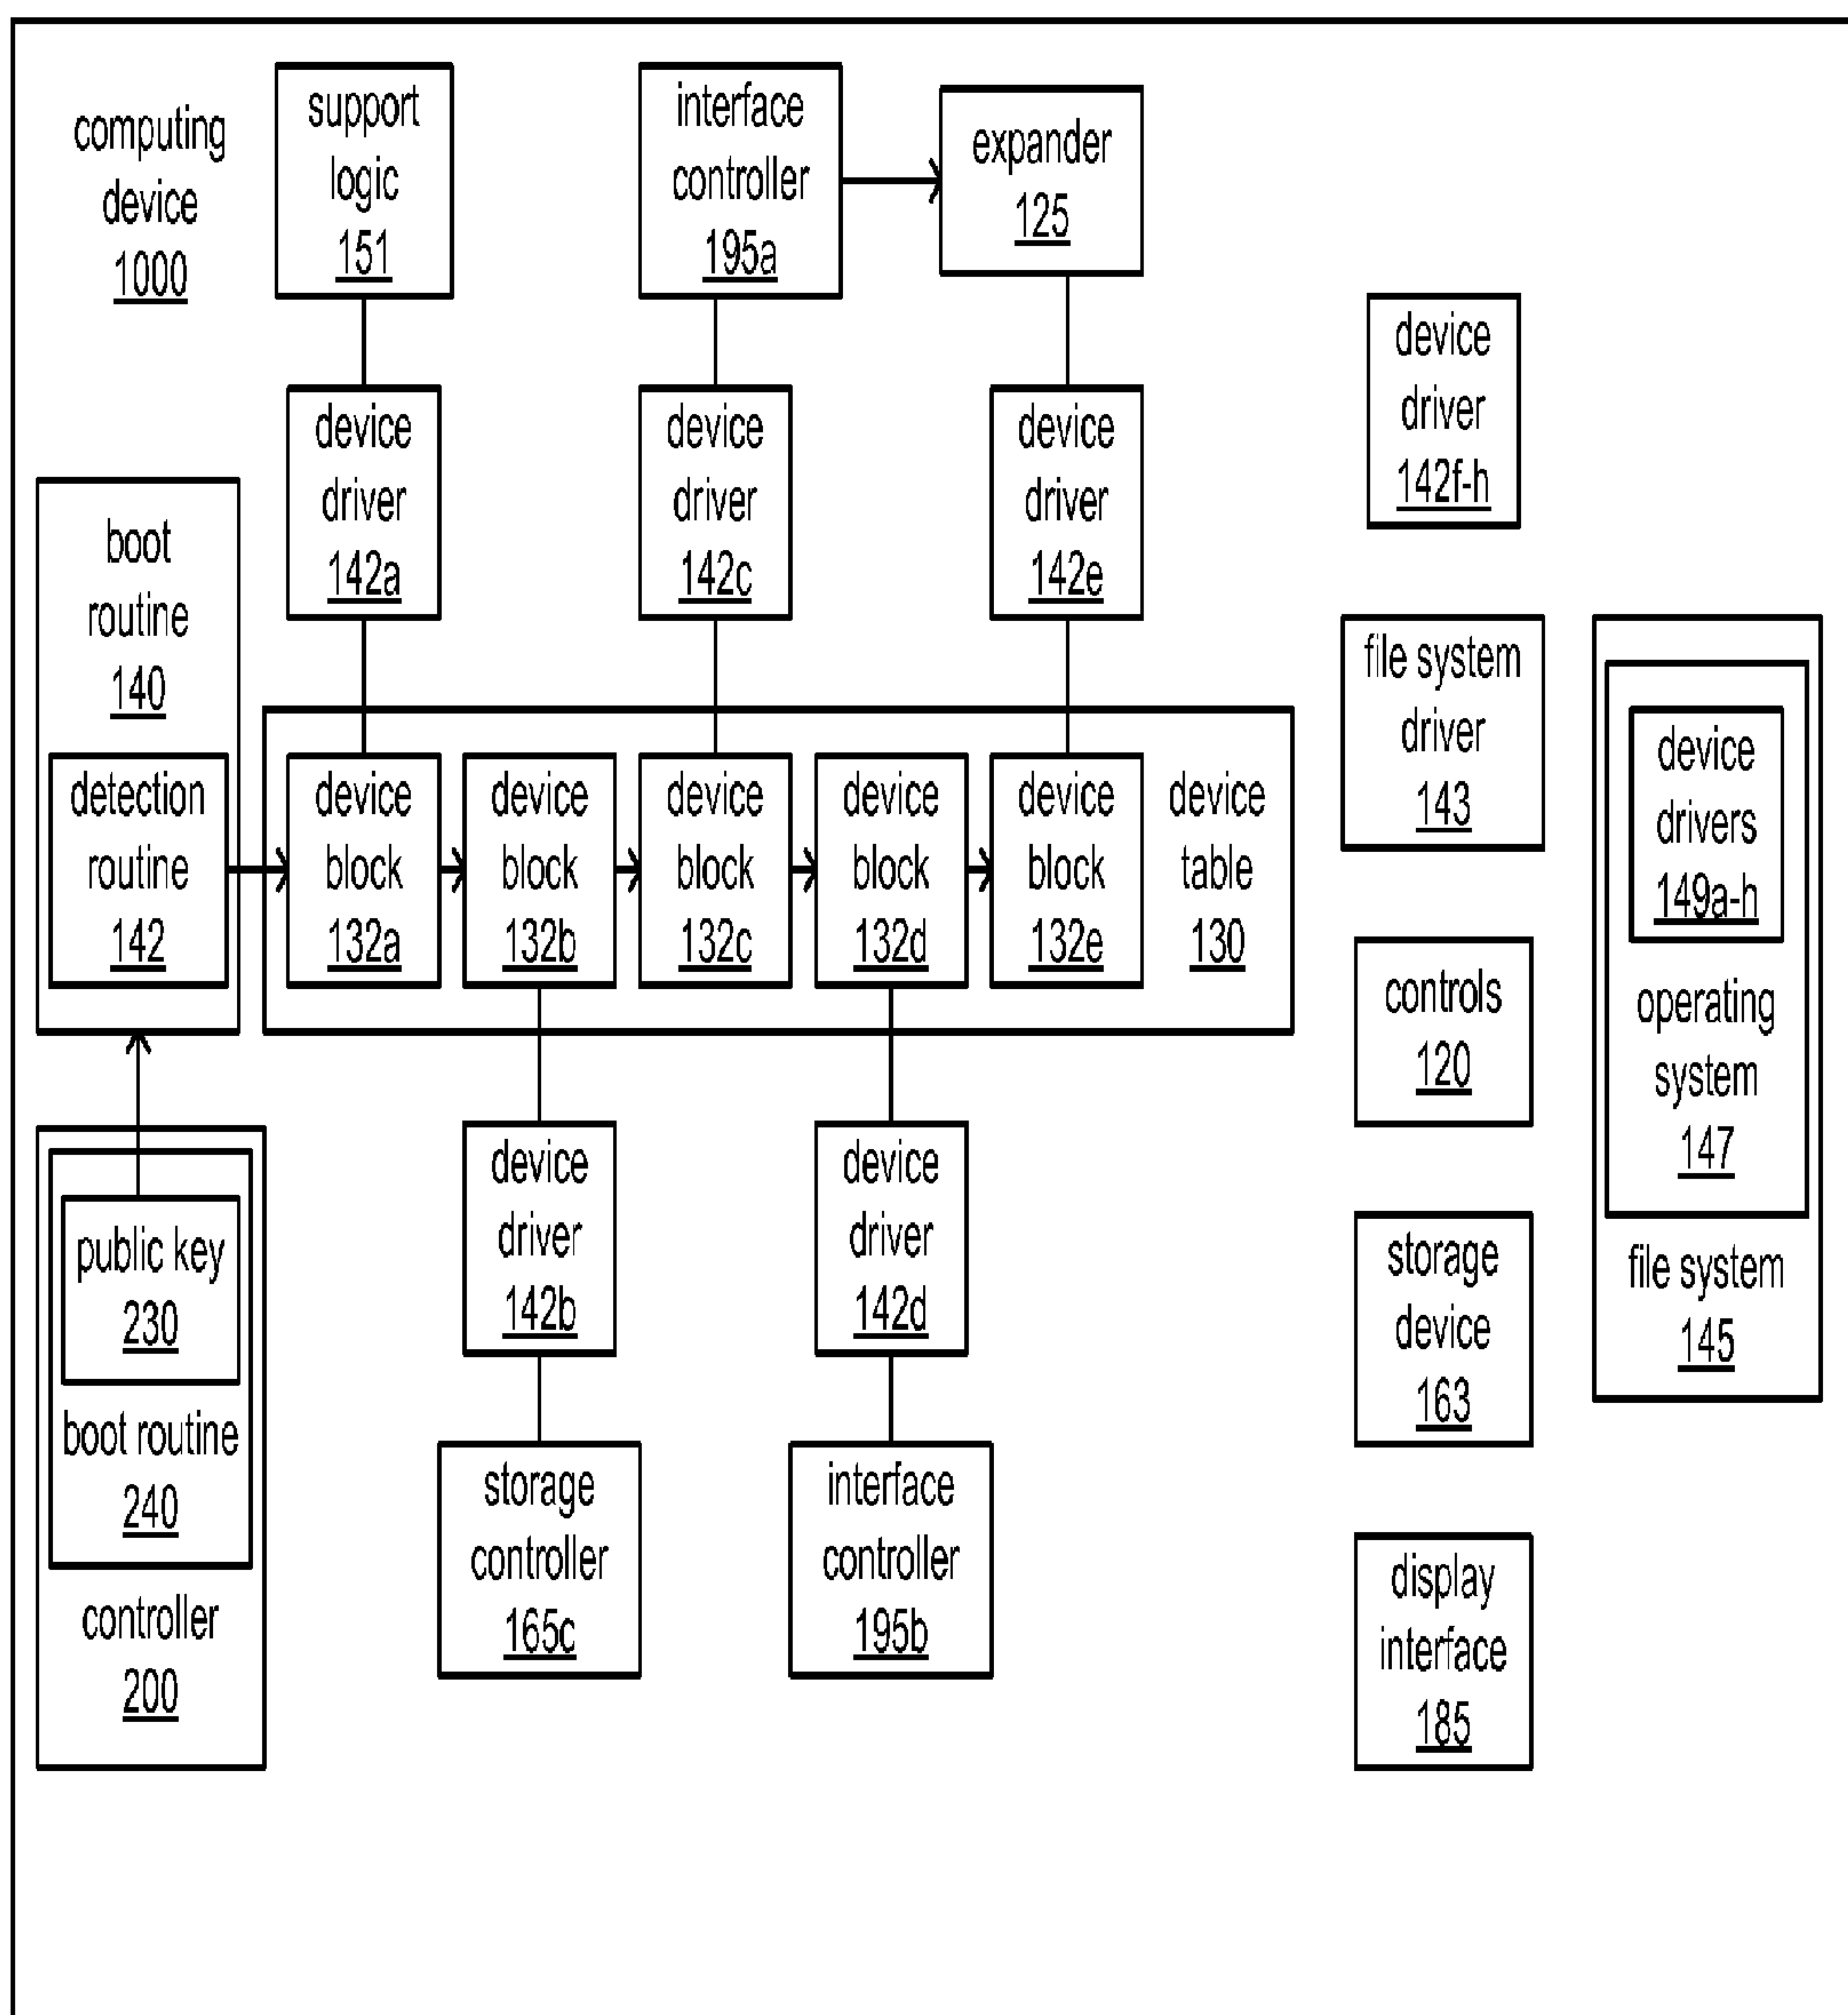 computing
device
1000
support
logic
151
interface
controller
195a
expander
125
device
driver
142a
device
driver
142c
device
driver
142e
device
driver
142f-h
boot
routine
140
detection
routine
142
device
block
132a
device
block
132b
device
block
132c
device
block
132d
device
block
132e
device
table
130
file system
driver
143
device
drivers
149a-h
operating
system
147
file system
145
controls
120
public key
230
boot routine
240
controller
200
device
driver
142b
device
driver
142d
storage
controller
165c
interface
controller
195b
storage
device
163
display
interface
185